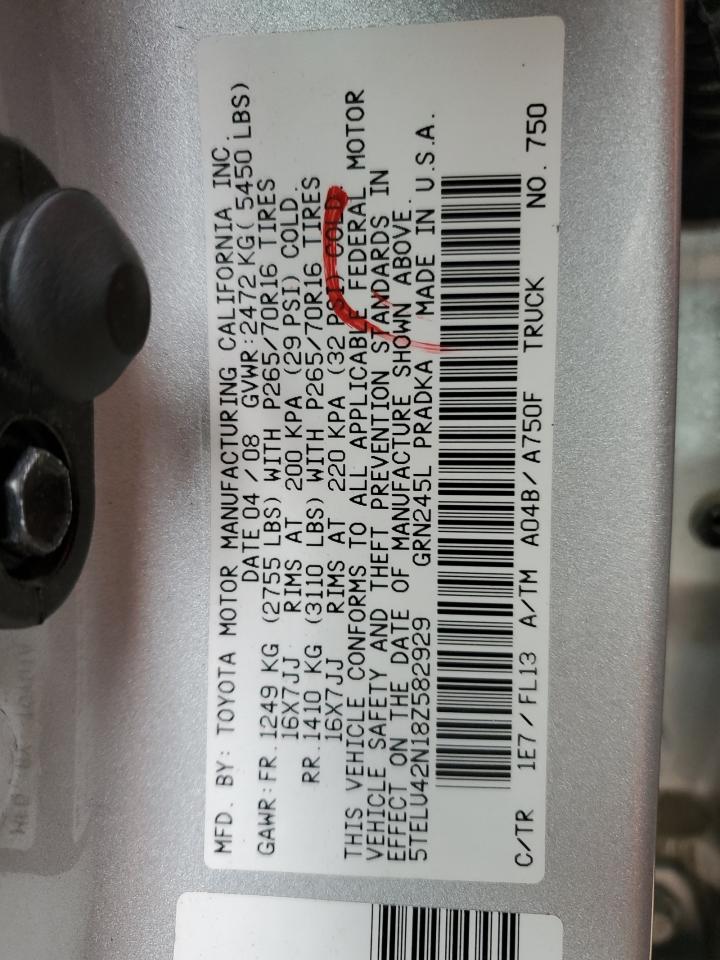 MFD. BY: TOYOTA MOTOR MANUFACTURING CALIFORNIA INC.
DATE 04 / 08 GVWR:2472 KG( 5450 LBS)
GAWR:FR.1249 KG (2755 LBS) WITH P265/70R16 TIRES
16X7JJ RIMS AT 200 KPA (29 PSI) COLD.
RR.1410 KG (3110 LBS) WITH P265/70R16 TIRES
16X7JJ RIMS AT 220 KPA (32 PSI) COLD.
THIS VEHICLE CONFORMS TO ALL APPLICABLE FEDERAL MOTOR
VEHICLE SAFETY AND THEFT PREVENTION STANDARDS IN
EFFECT ON THE DATE OF MANUFACTURE SHOWN ABOVE.
5TELU42N18Z582929 GRN245L PRADKA MADE IN U.S.A.
C/TR 1E7/FL13 A/TM A04B/A750F TRUCK NO. 750